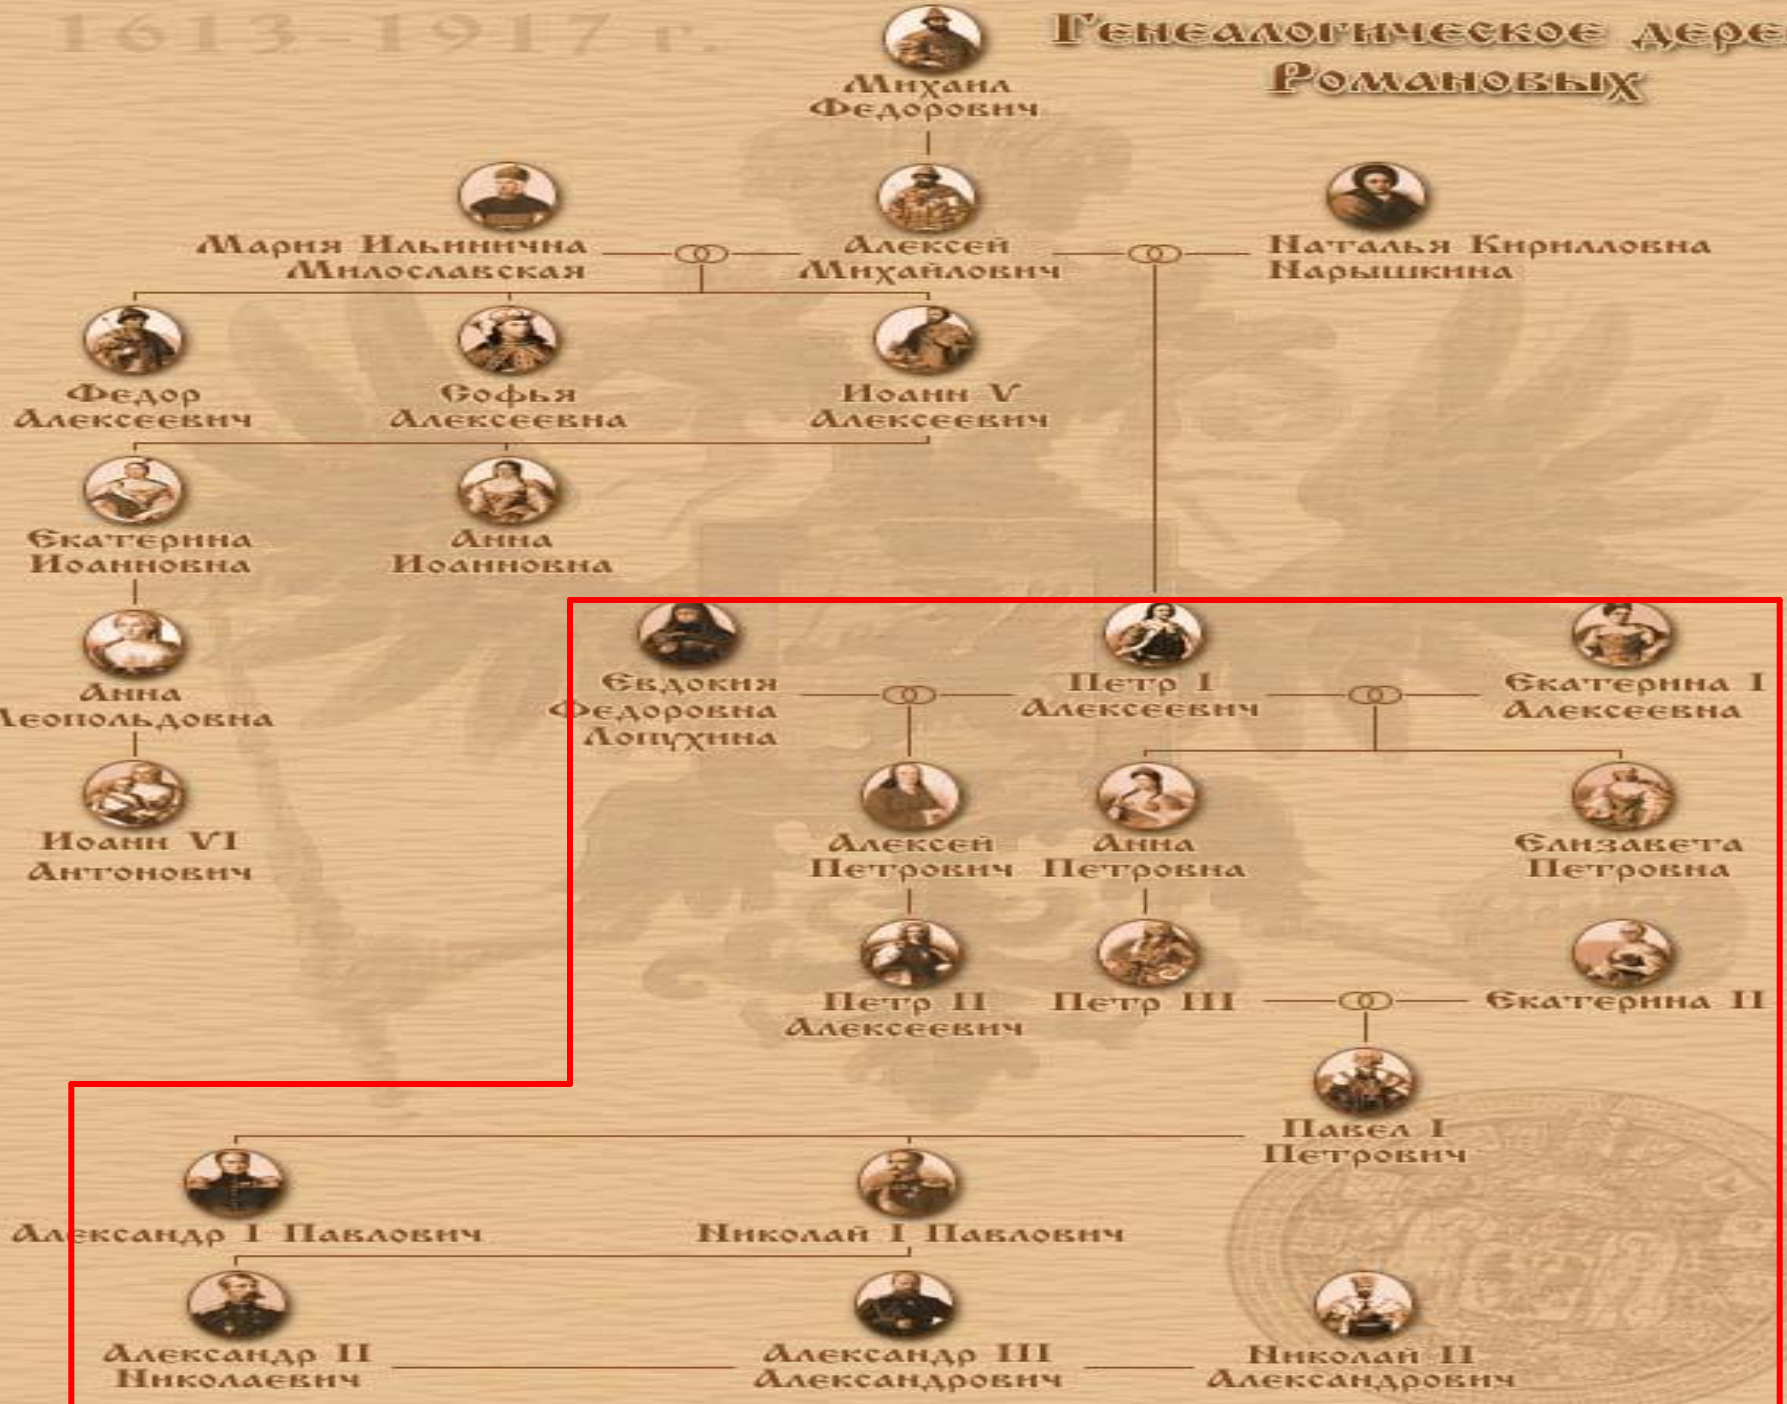 1613-1917 г.
Генеалогическое дере
Романовых
Михаил
Федорович
Мария Ильинична
Милославская
Алексей
Михайлович
Наталья Кирилловна
Нарышкина
Федор
Алексеевич
Софья
Алексеевна
Иоанн V
Алексеевич
Екатерина
Иоанновна
Анна
Иоанновна
Анна
Леопольдовна
Евдокия
Федоровна
Лопухина
Петр I
Алексеевич
Екатерина I
Алексеевна
Иоанн VI
Антонович
Алексей
Петрович
Анна
Петровна
Елизавета
Петровна
Петр II
Алексеевич
Петр III
Екатерина II
Павел I
Петрович
Александр I Павлович
Николай I Павлович
Александр II
Николаевич
Александр III
Александрович
Николай II
Александрович